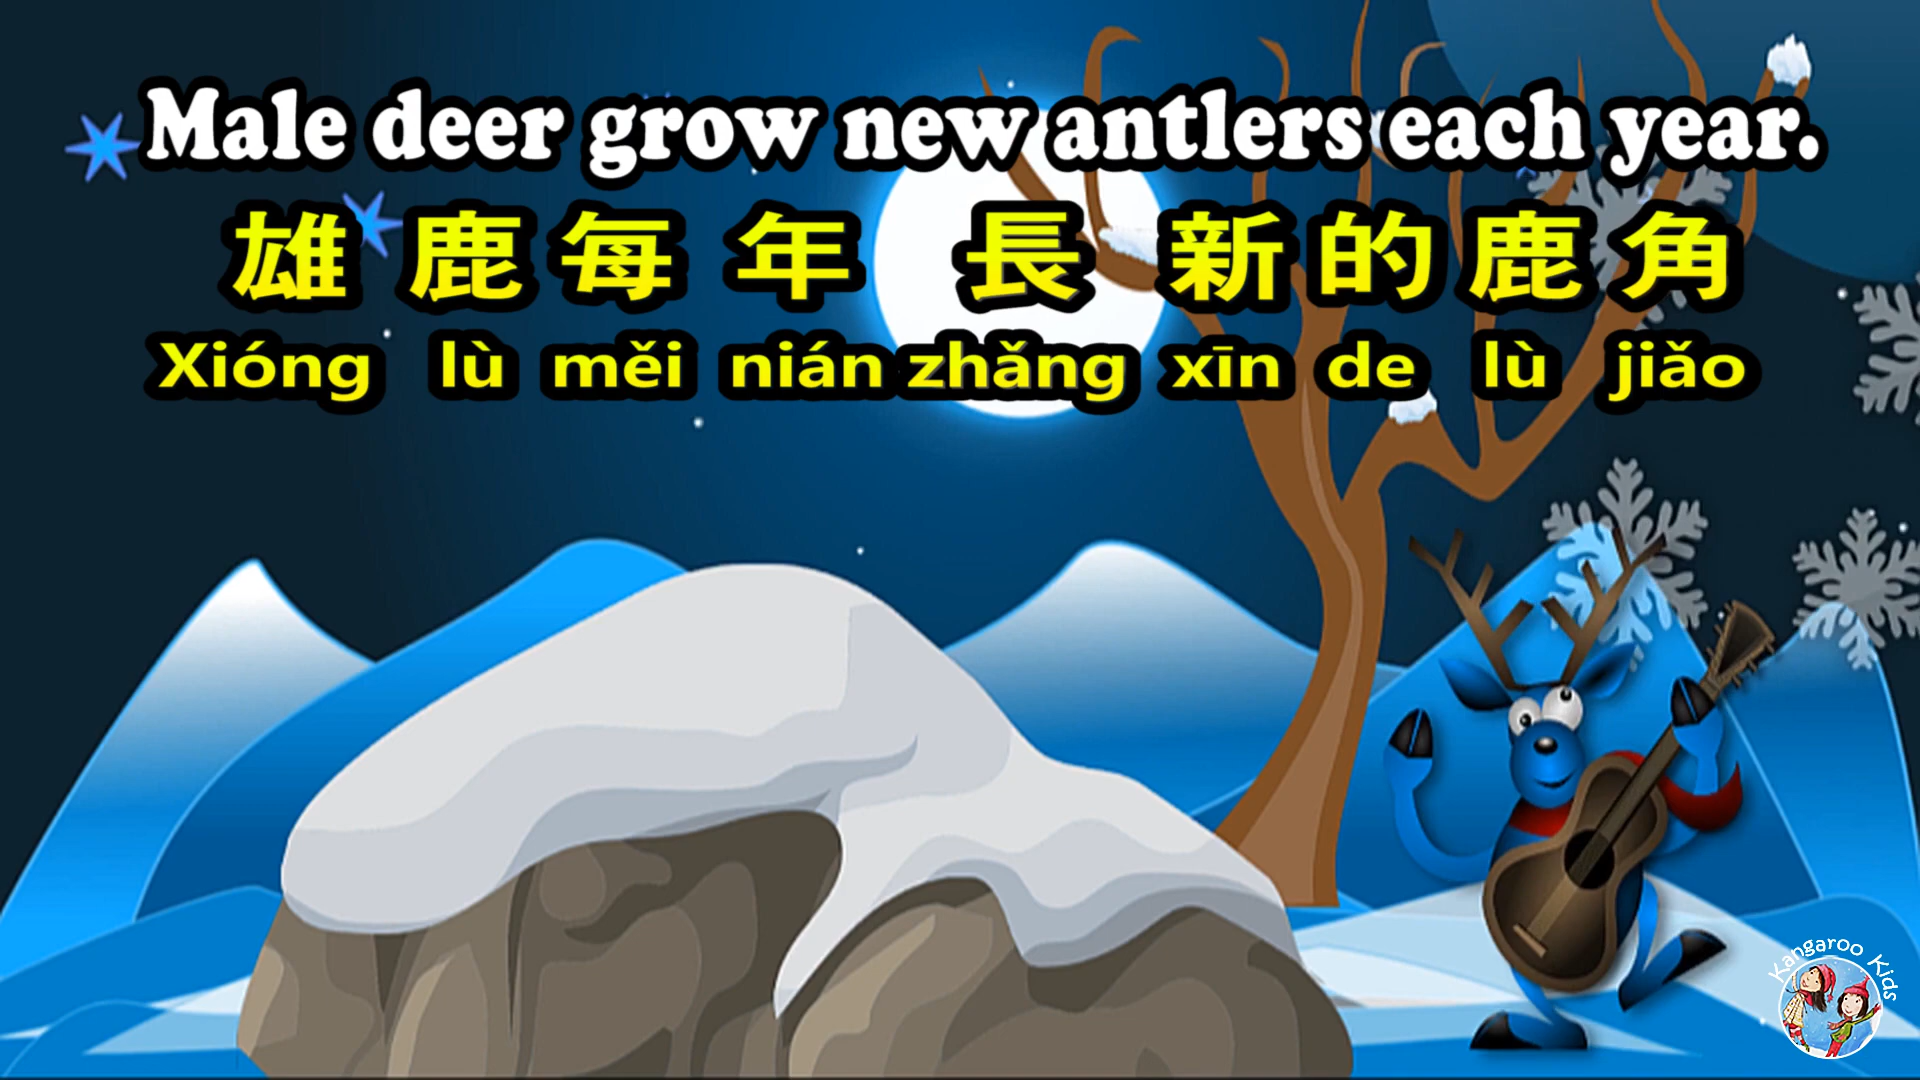 Male deer grow new antlers each year.
雄鹿每年長新的鹿角
Xióng lù měi nián zhǎng xīn de lù jiǎo
Kangaroo Kids